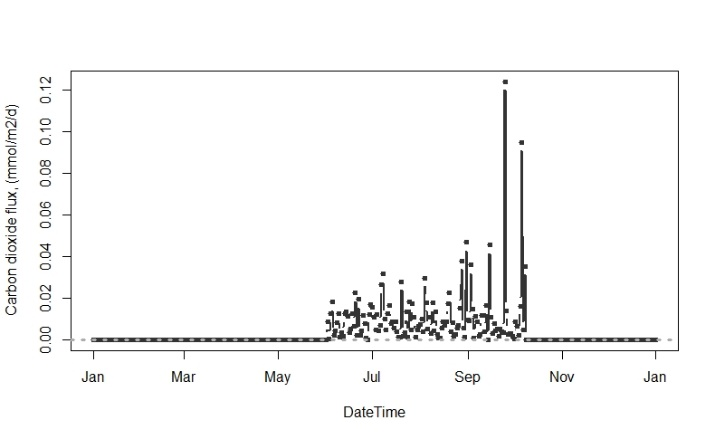 Carbon dioxide flux, (mmol/m2/d)
0.12
0.10
0.08
0.06
0.04
0.02
0.00
Jan Mar May Jul Sep Nov Jan
DateTime